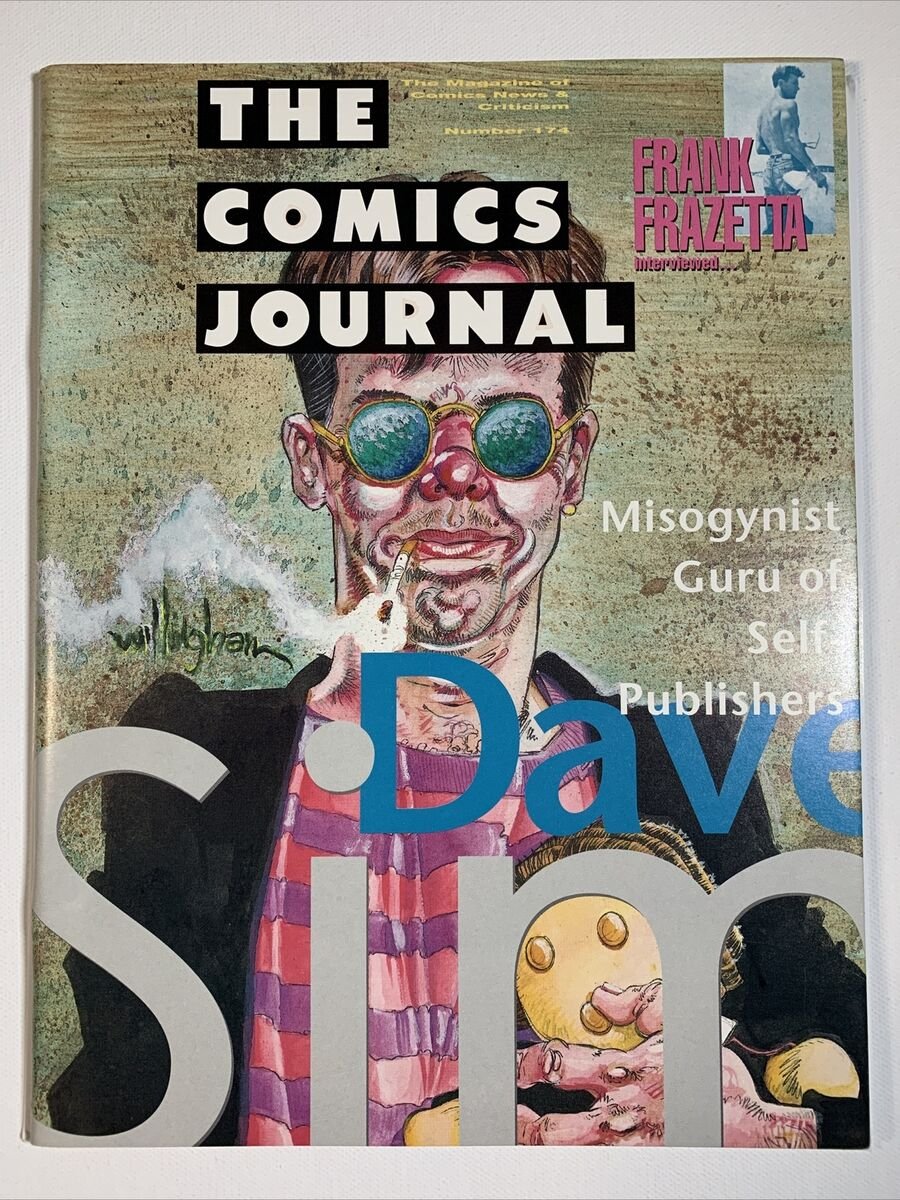 THE
COMICS
JOURNAL
The Magazine of
Comics News &
Criticism
Number 174
FRANK
FRAZETTA
interviewed...
Misogynist
Guru of
Self-
Publishers
willingham
Dave
Sim